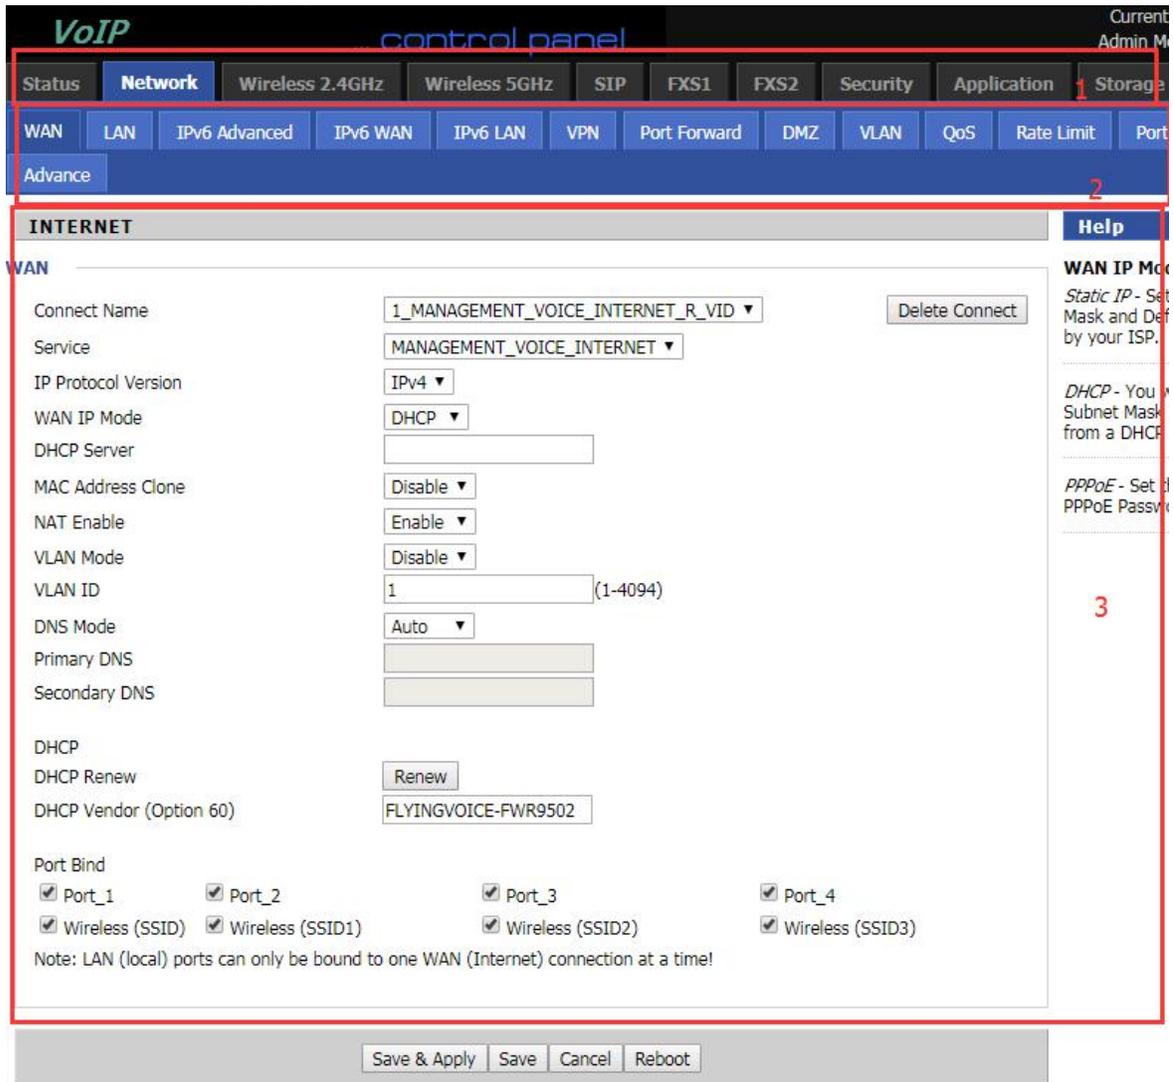 VoIP ... control panel
Current
Admin
Status Network Wireless 2.4GHz Wireless 5GHz SIP FXS1 FXS2 Security Application 1 Storage
WAN LAN IPv6 Advanced IPv6 WAN IPv6 LAN VPN Port Forward DMZ VLAN QoS Rate Limit Port
Advance
2
INTERNET
WAN
Connect Name 1_MANAGEMENT_VOICE_INTERNET_R_VID Delete Connect
Service MANAGEMENT_VOICE_INTERNET
IP Protocol Version IPv4
WAN IP Mode DHCP
DHCP Server
MAC Address Clone Disable
NAT Enable Enable
VLAN Mode Disable
VLAN ID 1 (1-4094)
DNS Mode Auto
Primary DNS
Secondary DNS
DHCP
DHCP Renew Renew
DHCP Vendor (Option 60) FLYINGVOICE-FWR9502
Port Bind
Port_1 Port_2 Port_3 Port_4
Wireless (SSID) Wireless (SSID1) Wireless (SSID2) Wireless (SSID3)
Note: LAN (local) ports can only be bound to one WAN (Internet) connection at a time!
Help
WAN IP
Static IP - Set
Mask and
by your ISP.
DHCP - You
Subnet Mask
from a DHCP
PPPoE - Set
PPPoE
3
Save & Apply Save Cancel Reboot